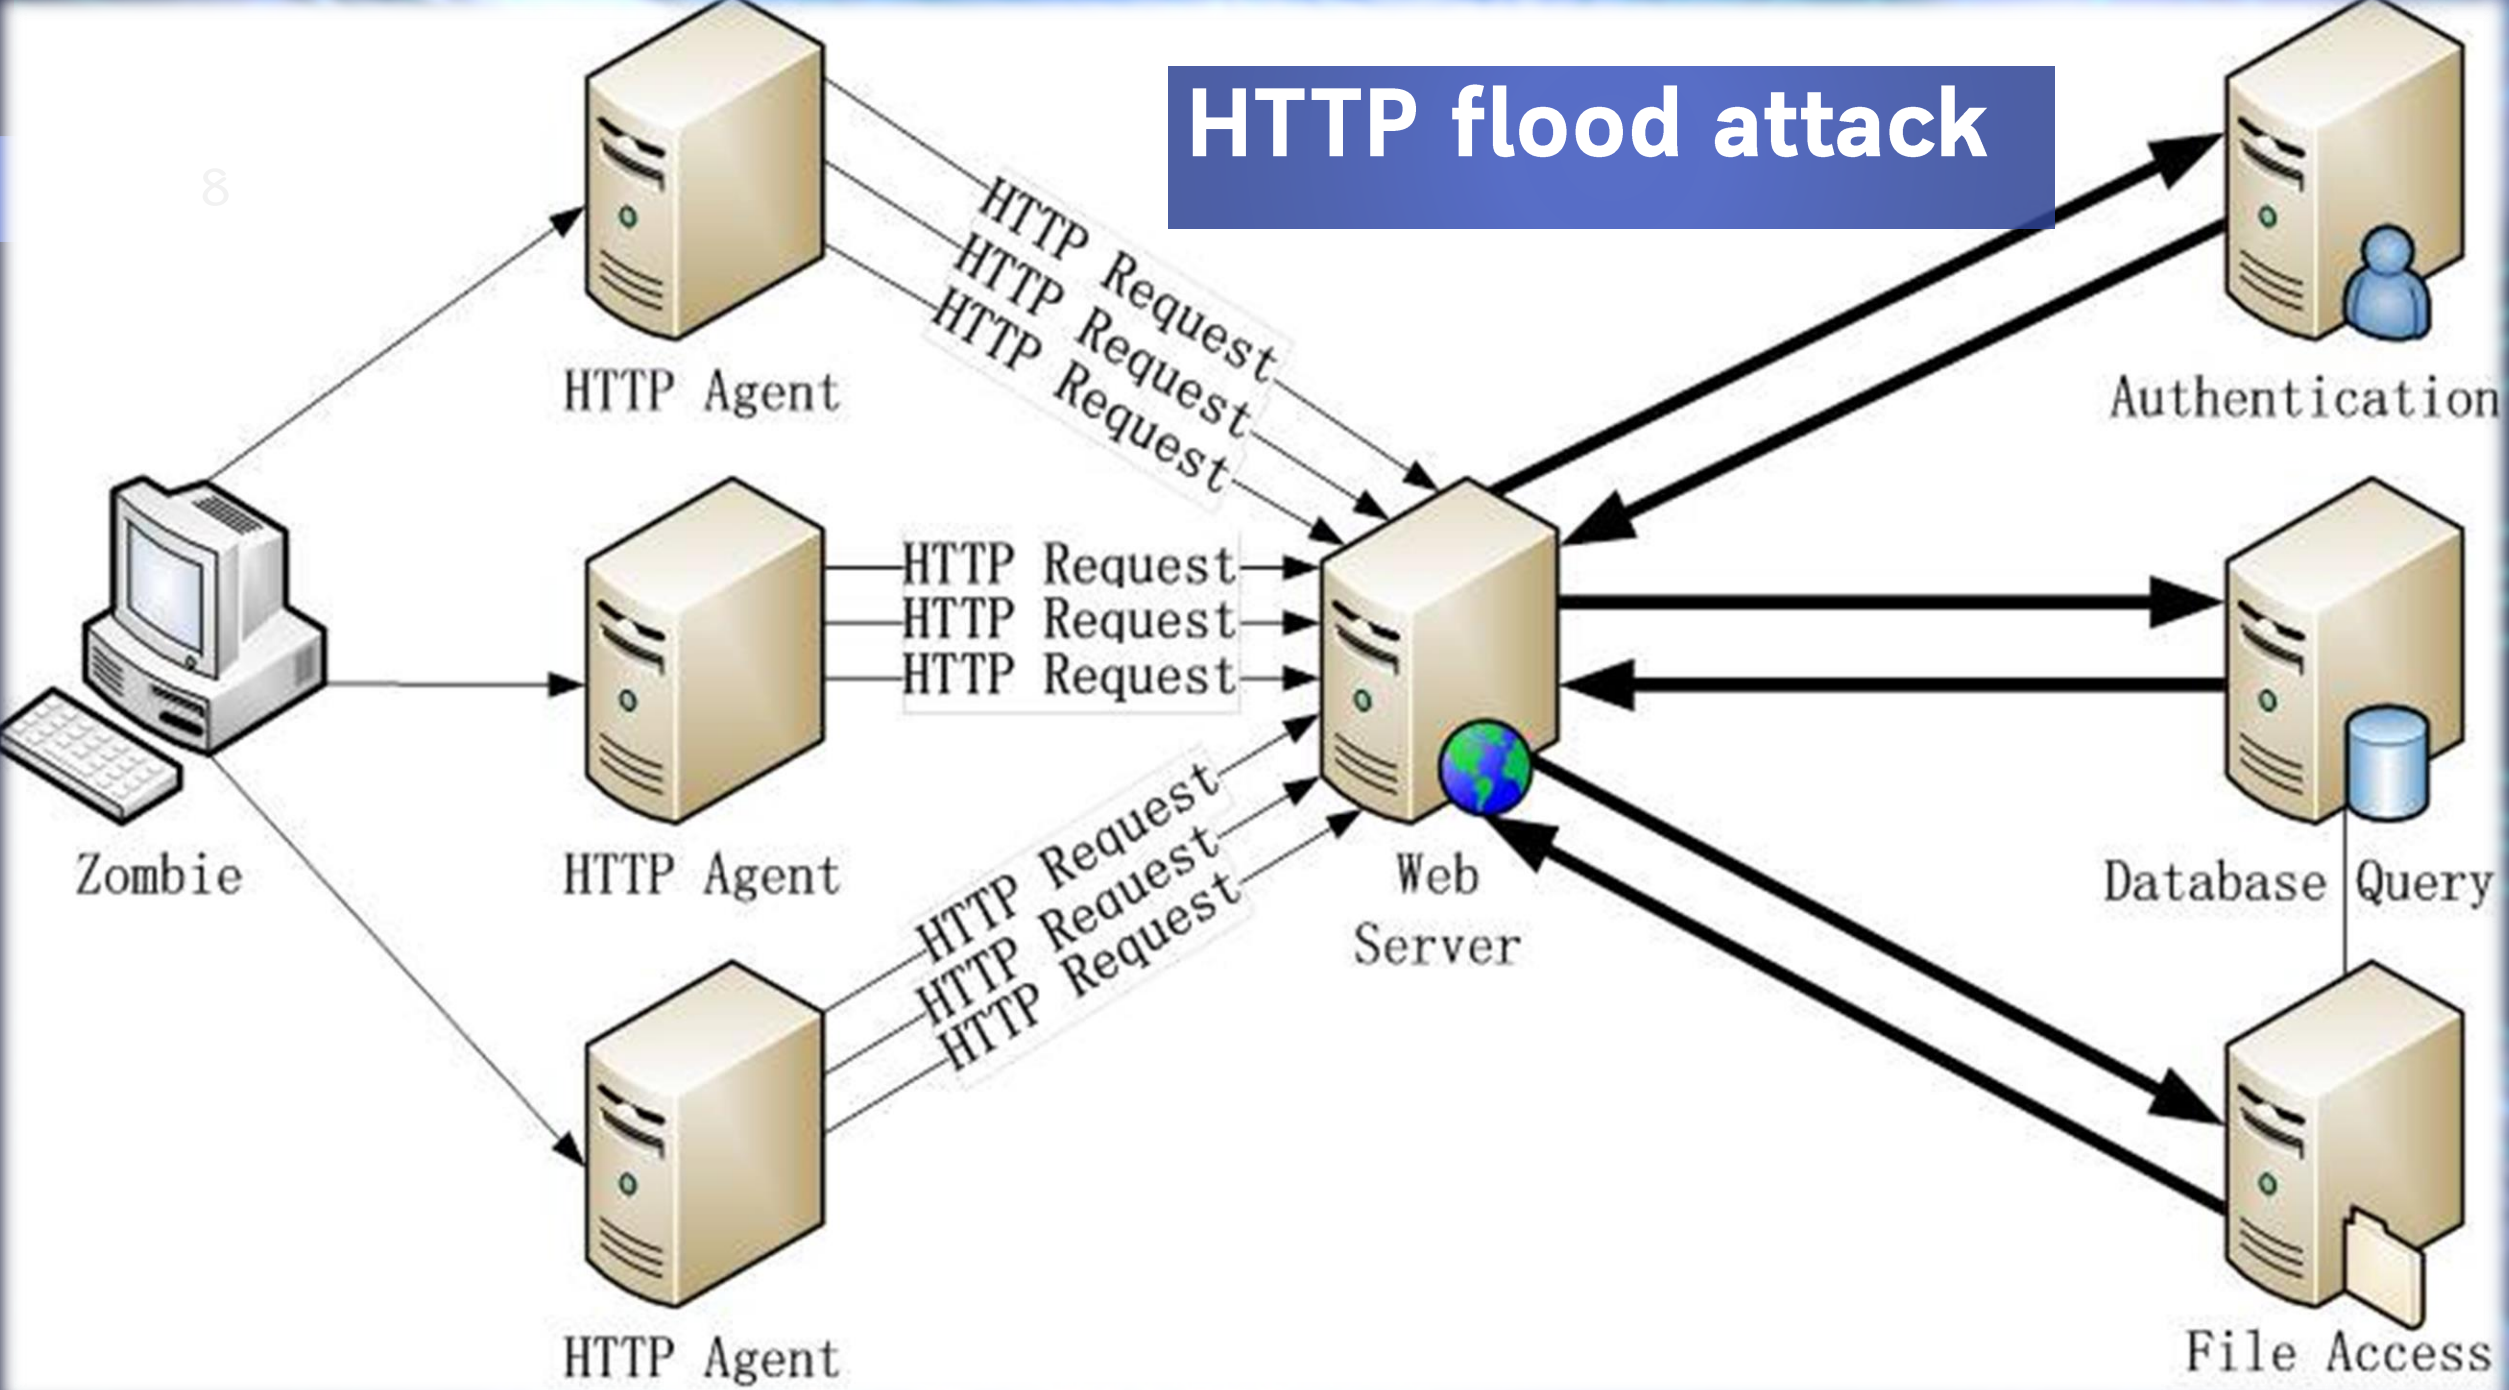 HTTP flood attack
8
HTTP Request
HTTP Request
HTTP Request
HTTP Agent
Authentication
HTTP Request
HTTP Request
HTTP Request
Zombie
HTTP Agent
Web
Server
Database Query
HTTP Request
HTTP Request
HTTP Request
HTTP Agent
File Access